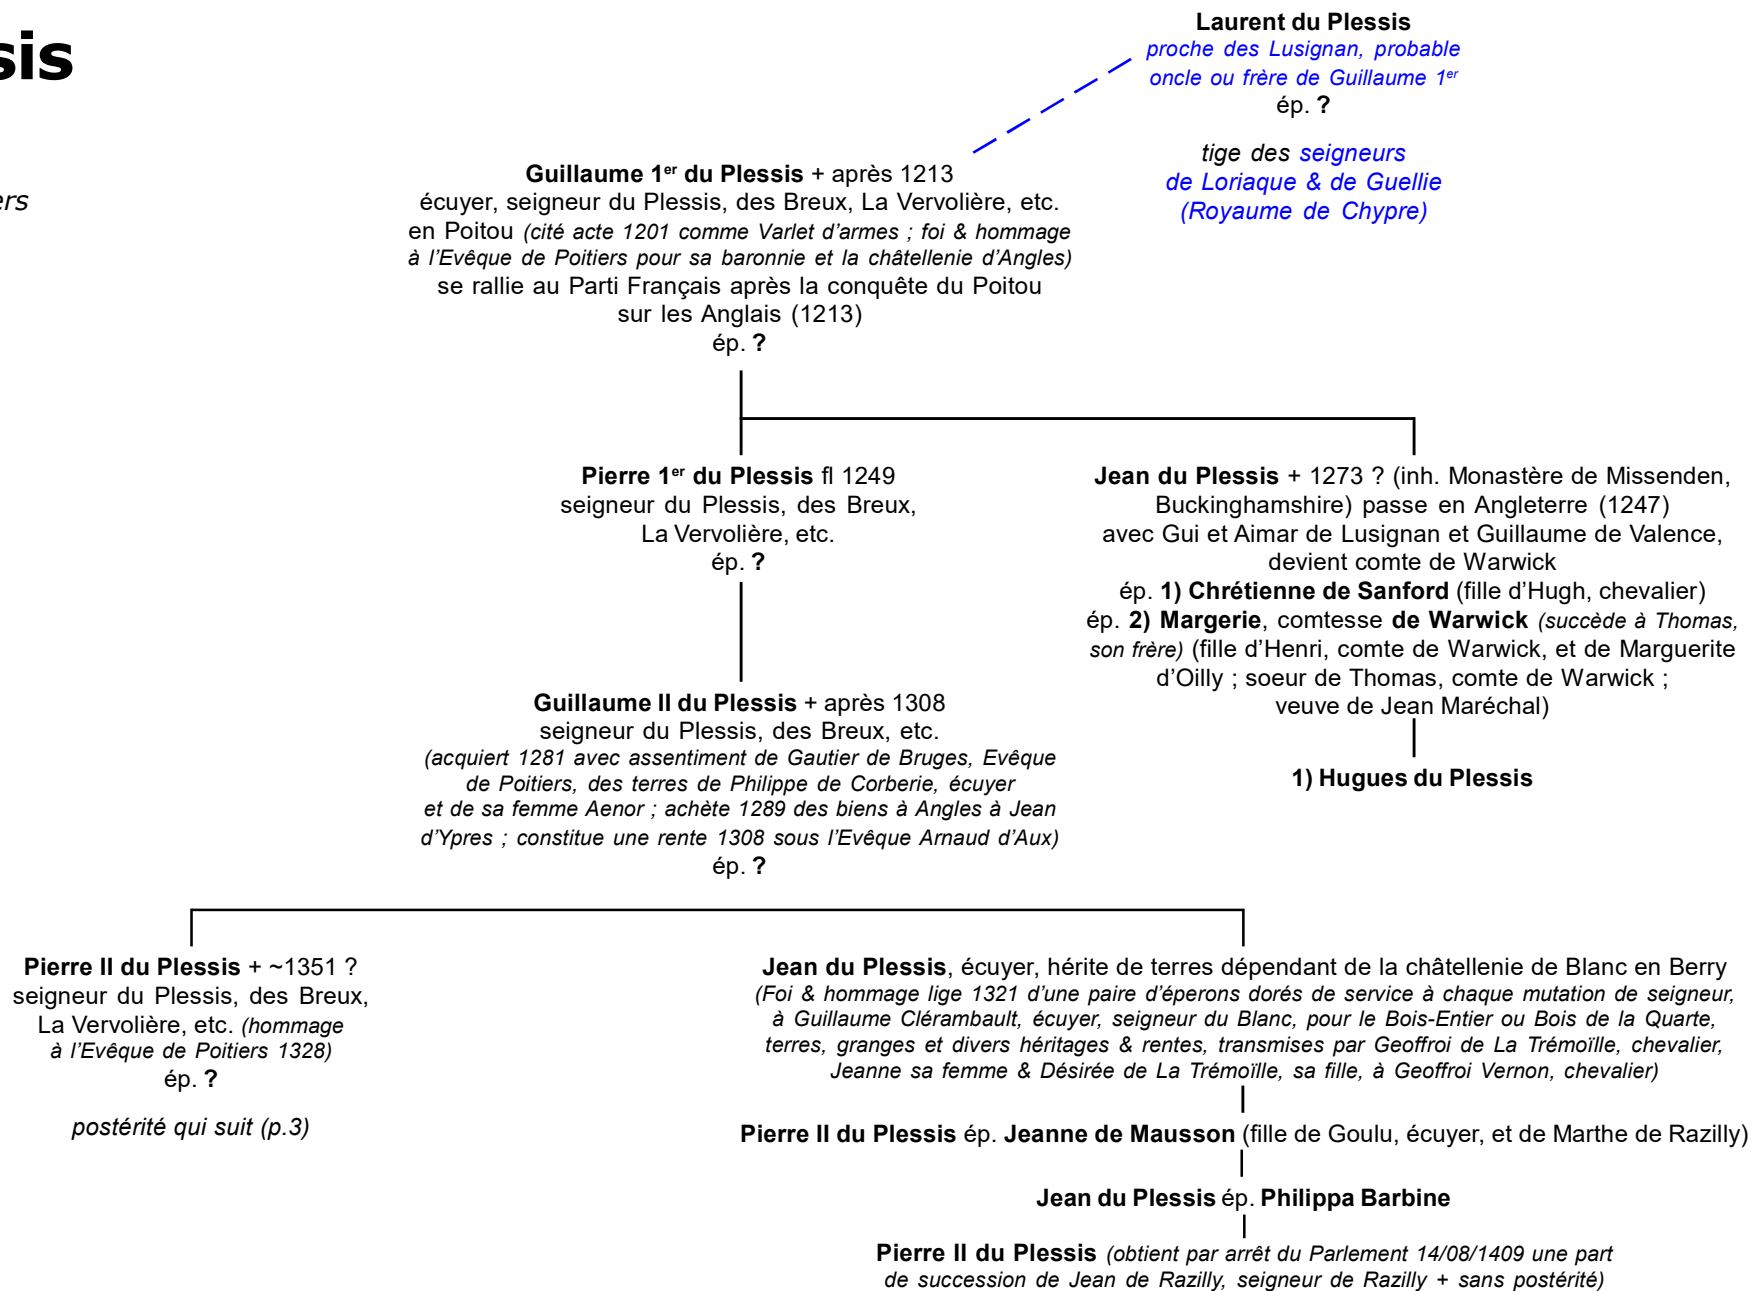 sis
ers
Laurent du Plessis
proche des Lusignan, probable
oncle ou frère de Guillaume 1er
ép. ?
tige des seigneurs
de Loriaque & de Guellie
(Royaume de Chypre)
Guillaume 1er du Plessis + après 1213
écuyer, seigneur du Plessis, des Breux, La Vervolière, etc.
en Poitou (cité acte 1201 comme Varlet d’armes ; foi & hommage
à l’Evêque de Poitiers pour sa baronnie et la châtellenie d’Angles)
se rallie au Parti Français après la conquête du Poitou
sur les Anglais (1213)
ép. ?
Pierre 1er du Plessis fl 1249
seigneur du Plessis, des Breux,
La Vervolière, etc.
ép. ?
Jean du Plessis + 1273 ? (inh. Monastère de Missenden,
Buckinghamshire) passe en Angleterre (1247)
avec Gui et Aimar de Lusignan et Guillaume de Valence,
devient comte de Warwick
ép. 1) Chrétienne de Sanford (fille d’Hugh, chevalier)
ép. 2) Margerie, comtesse de Warwick (succède à Thomas,
son frère) (fille d’Henri, comte de Warwick, et de Marguerite
d’Oilly ; soeur de Thomas, comte de Warwick ;
veuve de Jean Maréchal)
1) Hugues du Plessis
Guillaume II du Plessis + après 1308
seigneur du Plessis, des Breux, etc.
(acquiert 1281 avec assentiment de Gautier de Bruges, Evêque
de Poitiers, des terres de Philippe de Corberie, écuyer
et de sa femme Aenor ; achète 1289 des biens à Angles à Jean
d’Ypres ; constitue une rente 1308 sous l’Evêque Arnaud d’Aux)
ép. ?
Pierre II du Plessis + ~1351 ?
seigneur du Plessis, des Breux,
La Vervolière, etc. (hommage
à l’Evêque de Poitiers 1328)
ép. ?
postérité qui suit (p.3)
Jean du Plessis, écuyer, hérite de terres dépendant de la châtellenie de Blanc en Berry
(Foi & hommage lige 1321 d’une paire d’éperons dorés de service à chaque mutation de seigneur,
à Guillaume Clérambault, écuyer, seigneur du Blanc, pour le Bois-Entier ou Bois de la Quarte,
terres, granges et divers héritages & rentes, transmises par Geoffroi de La Trémoïlle, chevalier,
Jeanne sa femme & Désirée de La Trémoïlle, sa fille, à Geoffroi Vernon, chevalier)
Pierre II du Plessis ép. Jeanne de Mausson (fille de Goulu, écuyer, et de Marthe de Razilly)
Jean du Plessis ép. Philippa Barbine
Pierre II du Plessis (obtient par arrêt du Parlement 14/08/1409 une part
de succession de Jean de Razilly, seigneur de Razilly + sans postérité)